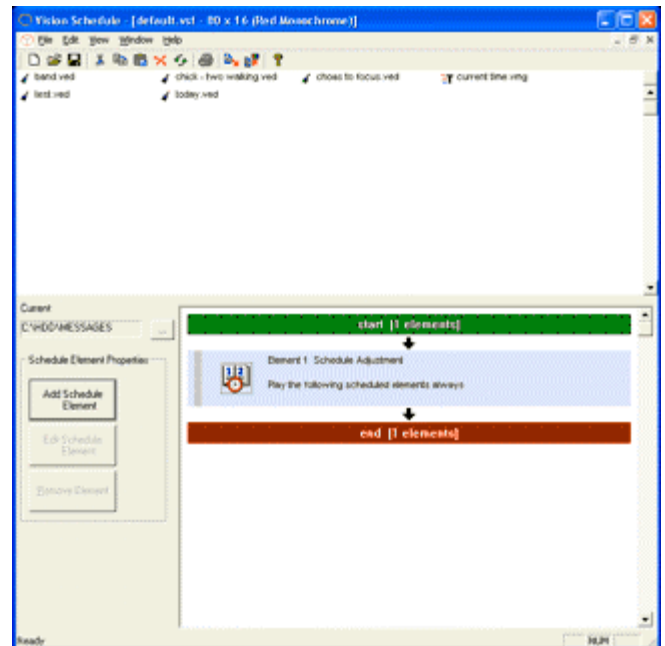 Vision Schedule - [default.vst - 80 x 16 (Red Monochrome)]
File Edit View Window Help
band.ved chick - two walking.ved choas to focus.ved current time.vmg
test.ved today.ved
Current
C:\HDD\MESSAGES ...
Schedule Element Properties
Add Schedule
Element
Edit Schedule
Element
Remove Element
start [1 elements]
Element 1 Schedule Adjustment
Play the following scheduled elements always
end [1 elements]
Ready NUM